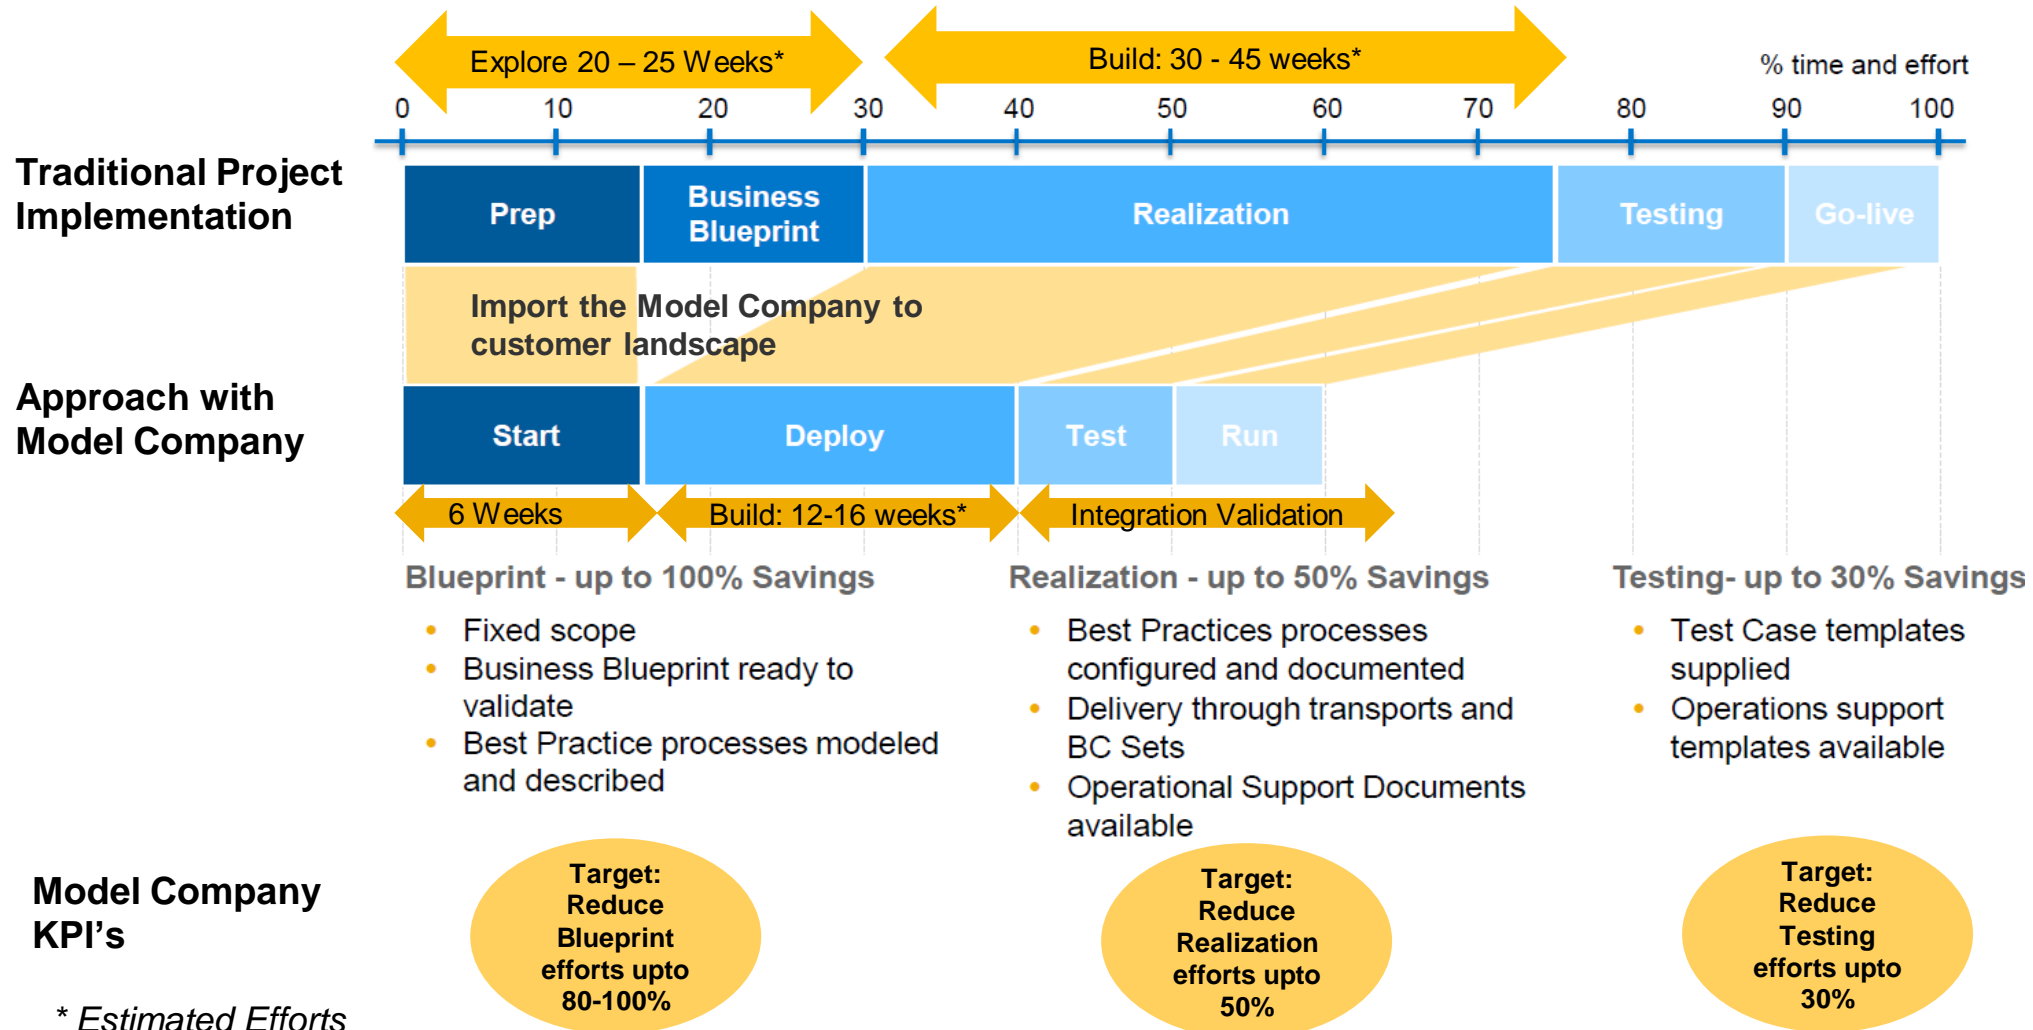 Explore 20 – 25 Weeks*
Build: 30 - 45 weeks*
% time and effort
0 10 20 30 40 50 60 70 80 90 100
Traditional Project
Implementation
Prep
Business
Blueprint
Realization
Testing
Go-live
Import the Model Company to
customer landscape
Approach with
Model Company
Start
Deploy
Test
Run
6 Weeks
Build: 12-16 weeks*
Integration Validation
Blueprint - up to 100% Savings
• Fixed scope
• Business Blueprint ready to
validate
• Best Practice processes modeled
and described
Realization - up to 50% Savings
• Best Practices processes
configured and documented
• Delivery through transports and
BC Sets
• Operational Support Documents
available
Testing- up to 30% Savings
• Test Case templates
supplied
• Operations support
templates available
Model Company
KPI’s
Target:
Reduce
Blueprint
efforts upto
80-100%
Target:
Reduce
Realization
efforts upto
50%
Target:
Reduce
Testing
efforts upto
30%
* Estimated Efforts